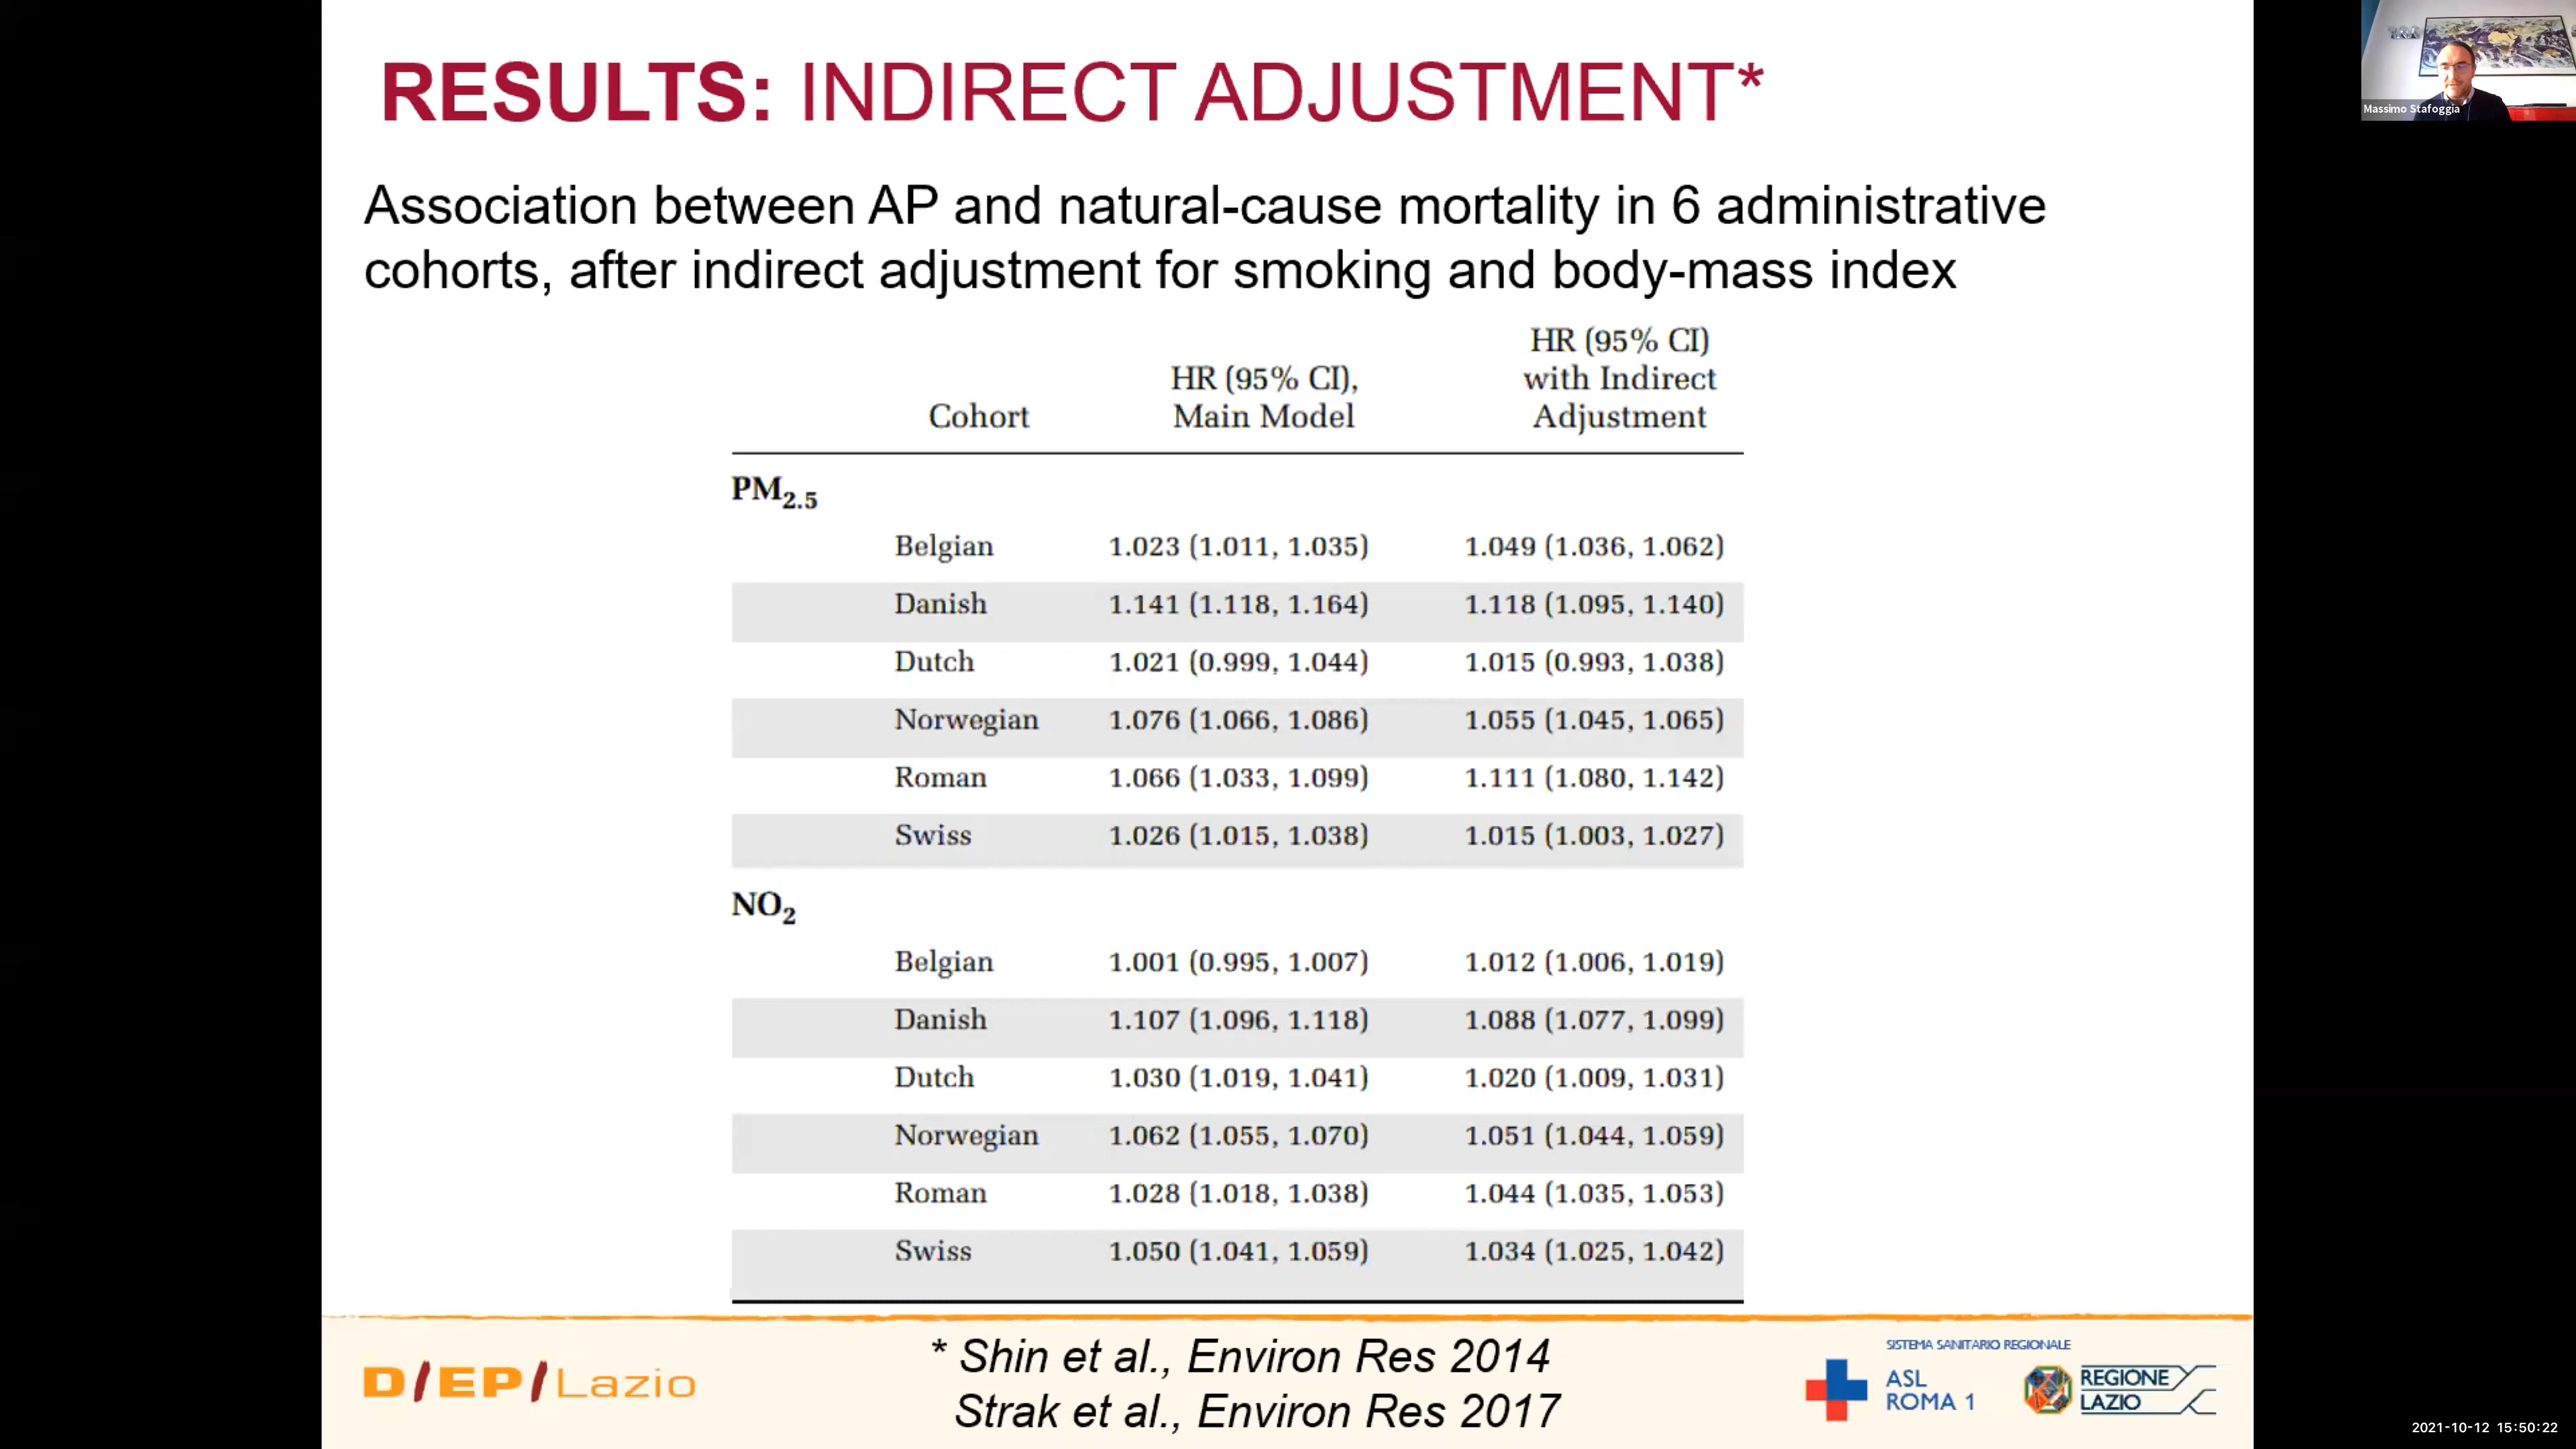 RESULTS: INDIRECT ADJUSTMENT*
Massimo Stafoggia
Association between AP and natural-cause mortality in 6 administrative
cohorts, after indirect adjustment for smoking and body-mass index
Cohort HR (95% CI), Main Model HR (95% CI) with Indirect Adjustment
PM2.5
Belgian 1.023 (1.011, 1.035) 1.049 (1.036, 1.062)
Danish 1.141 (1.118, 1.164) 1.118 (1.095, 1.140)
Dutch 1.021 (0.999, 1.044) 1.015 (0.993, 1.038)
Norwegian 1.076 (1.066, 1.086) 1.055 (1.045, 1.065)
Roman 1.066 (1.033, 1.099) 1.111 (1.080, 1.142)
Swiss 1.026 (1.015, 1.038) 1.015 (1.003, 1.027)
NO2
Belgian 1.001 (0.995, 1.007) 1.012 (1.006, 1.019)
Danish 1.107 (1.096, 1.118) 1.088 (1.077, 1.099)
Dutch 1.030 (1.019, 1.041) 1.020 (1.009, 1.031)
Norwegian 1.062 (1.055, 1.070) 1.051 (1.044, 1.059)
Roman 1.028 (1.018, 1.038) 1.044 (1.035, 1.053)
Swiss 1.050 (1.041, 1.059) 1.034 (1.025, 1.042)
* Shin et al., Environ Res 2014
Strak et al., Environ Res 2017
D/EP/Lazio
SISTEMA SANITARIO REGIONALE
ASL
ROMA 1
REGIONE
LAZIO
2021-10-12 15:50:22